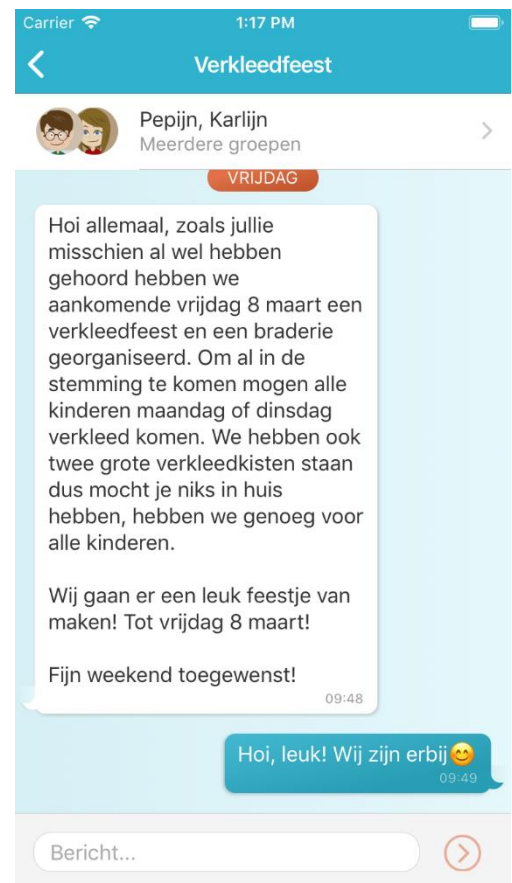 Carrier 1:17 PM
Verkleedfeest
Pepijn, Karlijn
Meerdere groepen
VRIJDAG
Hoi allemaal, zoals jullie
misschien al wel hebben
gehoord hebben we
aankomende vrijdag 8 maart een
verkleedfeest en een braderie
georganiseerd. Om al in de
stemming te komen mogen alle
kinderen maandag of dinsdag
verkleed komen. We hebben ook
twee grote verkleedkisten staan
dus mocht je niks in huis
hebben, hebben we genoeg voor
alle kinderen.
Wij gaan er een leuk feestje van
maken! Tot vrijdag 8 maart!
Fijn weekend toegewenst!
09:48
Hoi, leuk! Wij zijn erbij😊
09:49
Bericht...